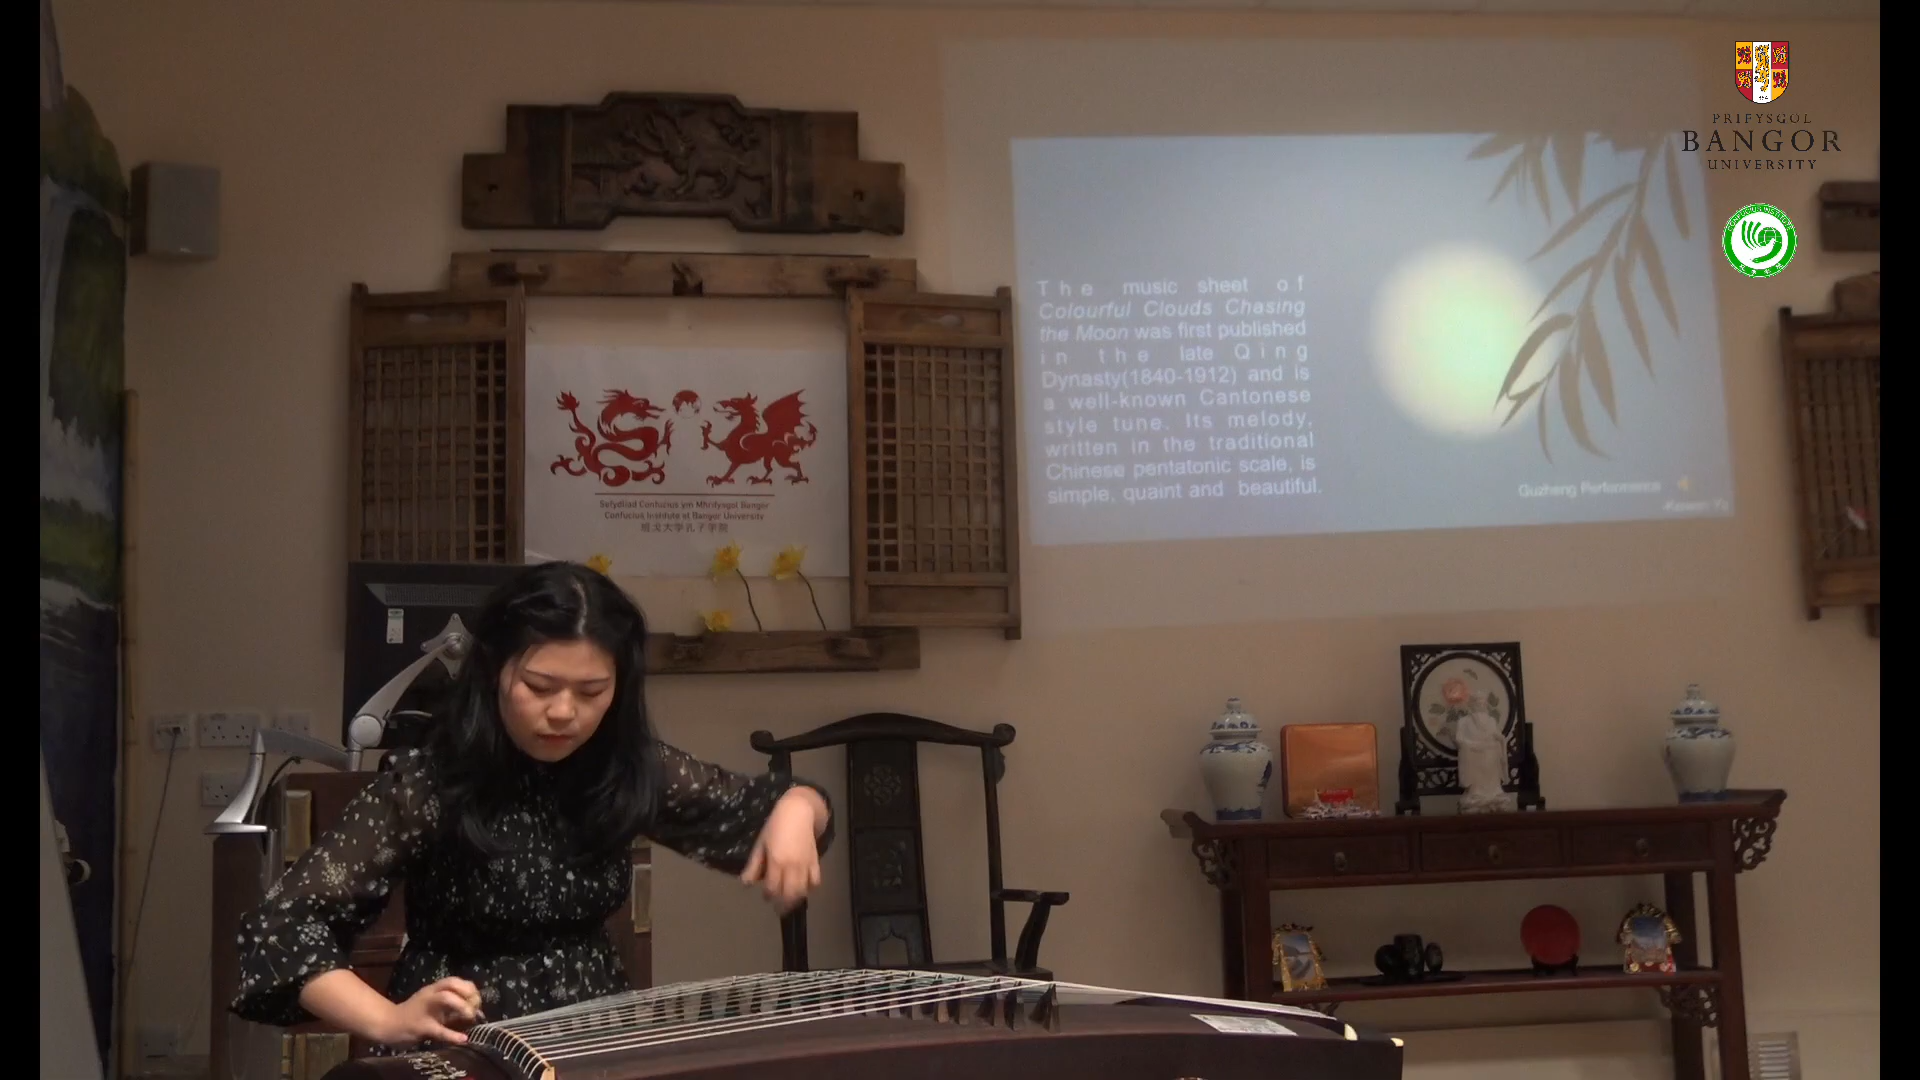 PRIFYSGOL
BANGOR
UNIVERSITY
The music sheet of
Colourful Clouds Chasing
the Moon was first published
in the late Qing
Dynasty(1840-1912) and is
a well-known Cantonese
style tune. Its melody,
written in the traditional
Chinese pentatonic scale, is
simple, quaint and beautiful.
Guzheng Performance
Sefydliad Confucius ym Mhrifysgol Bangor
Confucius Institute at Bangor University
班戈大学孔子学院